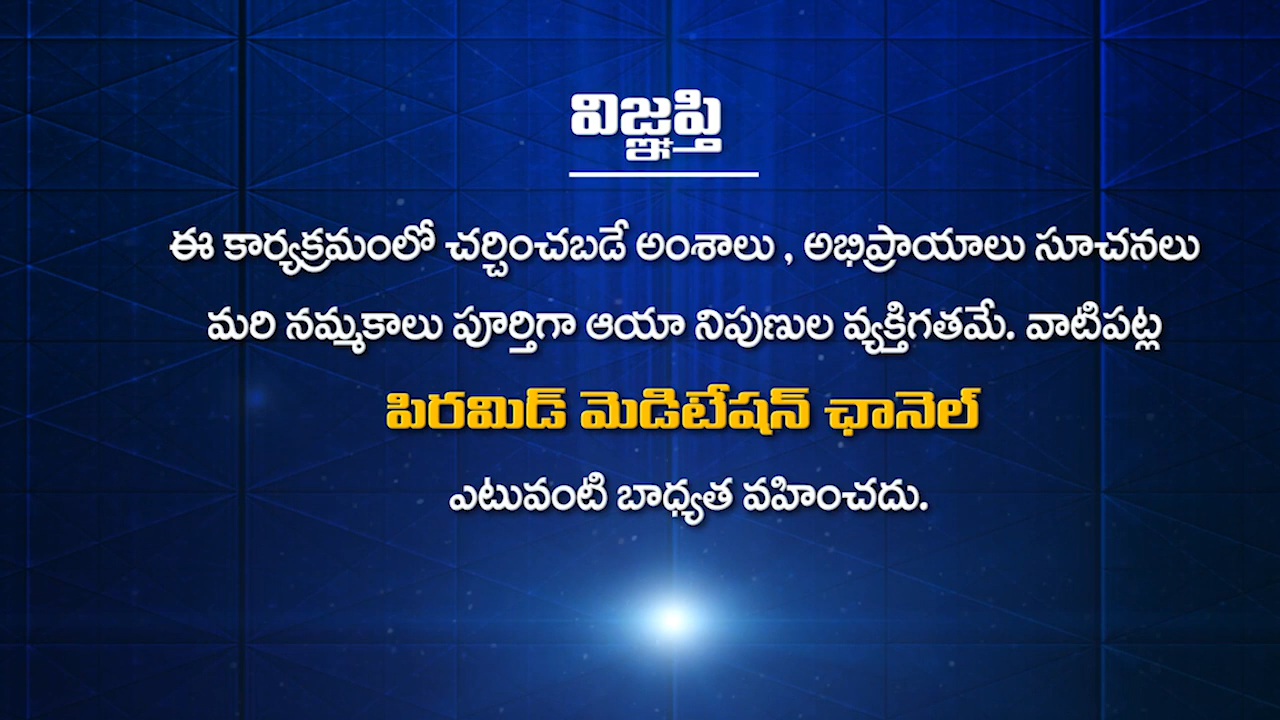 విజ్ఞప్తి
ఈ కార్యక్రమంలో చర్చించబడే అంశాలు , అభిప్రాయాలు సూచనలు
మరి నమ్మకాలు పూర్తిగా ఆయా నిపుణుల వ్యక్తిగతమే. వాటిపట్ల
పిరమిడ్ మెడిటేషన్ ఛానెల్
ఎటువంటి బాధ్యత వహించదు.